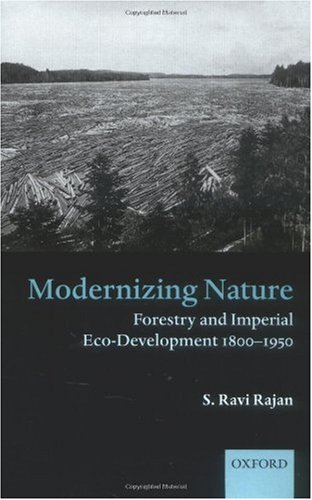 Modernizing Nature
Forestry and Imperial
Eco-Development 1800–1950
S. Ravi Rajan
OXFORD